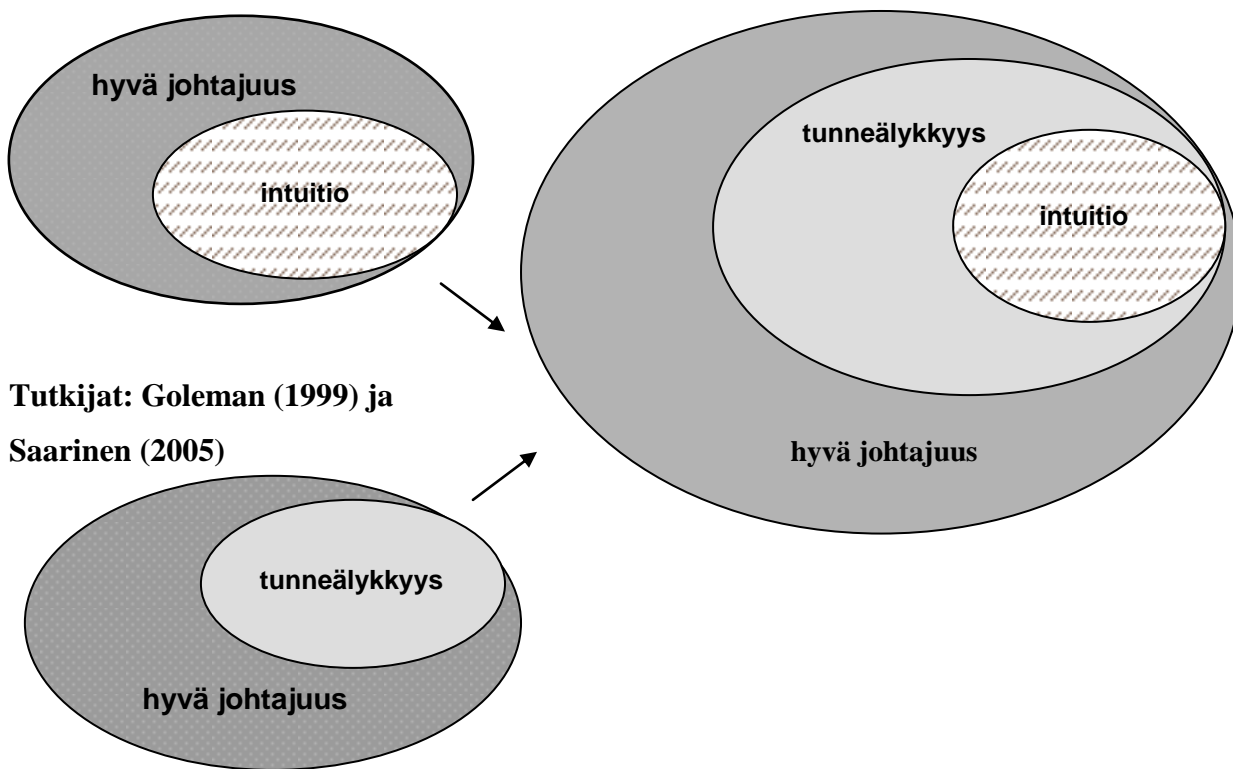 hyvä johtajuus
intuitio
Tutkijat: Goleman (1999) ja
Saarinen (2005)
tunneälykkyys
hyvä johtajuus
tunneälykkyys
intuitio
hyvä johtajuus